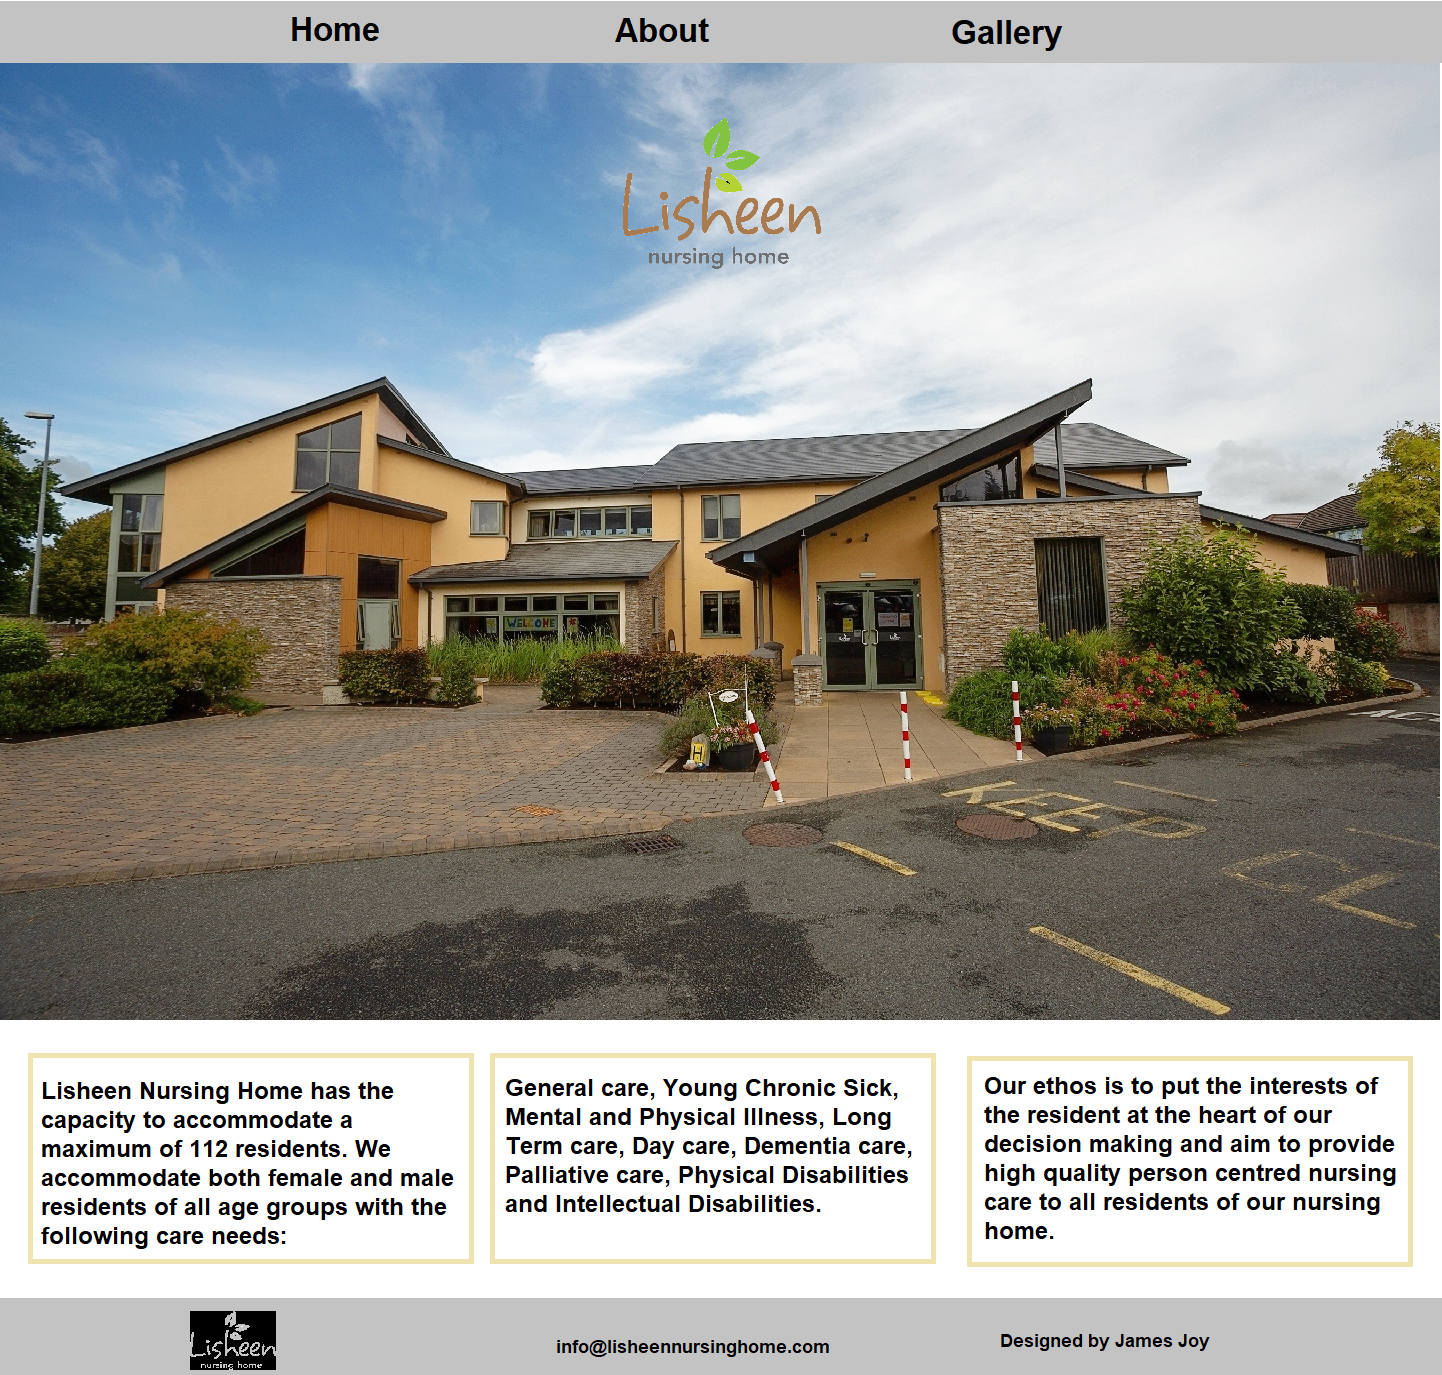 Home About Gallery
Lisheen
nursing home
WELCOME
H
KEEP
CL
Lisheen Nursing Home has the
capacity to accommodate a
maximum of 112 residents. We
accommodate both female and male
residents of all age groups with the
following care needs:
General care, Young Chronic Sick,
Mental and Physical Illness, Long
Term care, Day care, Dementia care,
Palliative care, Physical Disabilities
and Intellectual Disabilities.
Our ethos is to put the interests of
the resident at the heart of our
decision making and aim to provide
high quality person centred nursing
care to all residents of our nursing
home.
Lisheen
nursing home
info@lisheennursinghome.com
Designed by James Joy